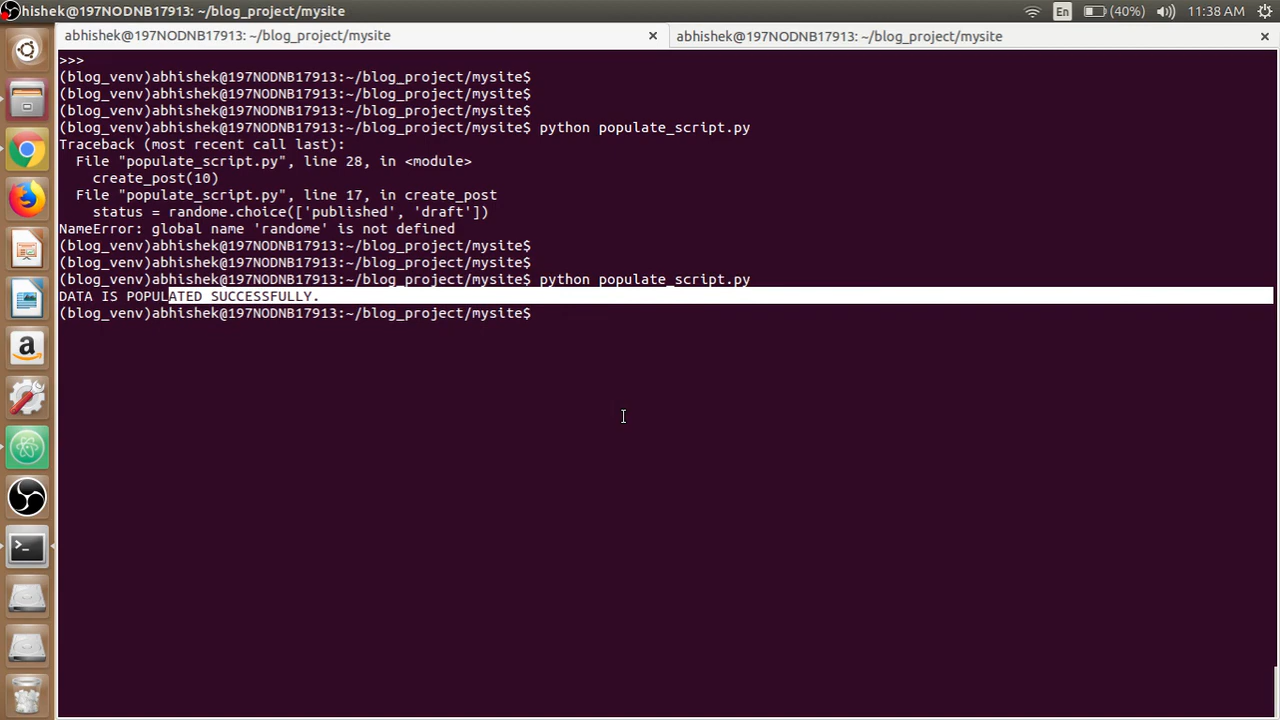 hishek@197NODNB17913: ~/blog_project/mysite
En
(40%)
11:38 AM
abhishek@197NODNB17913: ~/blog_project/mysite
abhishek@197NODNB17913: ~/blog_project/mysite
>>>
(blog_venv)abhishek@197NODNB17913:~/blog_project/mysite$
(blog_venv)abhishek@197NODNB17913:~/blog_project/mysite$
(blog_venv)abhishek@197NODNB17913:~/blog_project/mysite$
(blog_venv)abhishek@197NODNB17913:~/blog_project/mysite$ python populate_script.py
Traceback (most recent call last):
  File "populate_script.py", line 28, in <module>
    create_post(10)
  File "populate_script.py", line 17, in create_post
    status = randome.choice(['published', 'draft'])
NameError: global name 'randome' is not defined
(blog_venv)abhishek@197NODNB17913:~/blog_project/mysite$
(blog_venv)abhishek@197NODNB17913:~/blog_project/mysite$
(blog_venv)abhishek@197NODNB17913:~/blog_project/mysite$ python populate_script.py
DATA IS POPULATED SUCCESSFULLY.
(blog_venv)abhishek@197NODNB17913:~/blog_project/mysite$